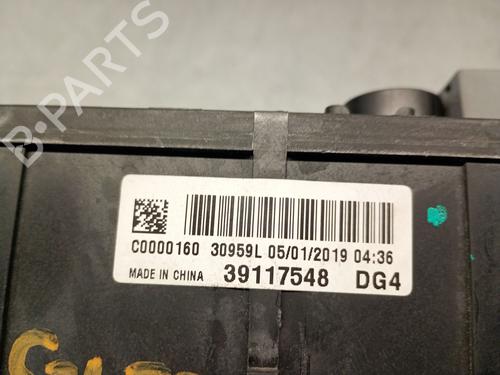 B-PARTS
C0000160 30959L 05/01/2019 04:36
MADE IN CHINA 39117548 DG4